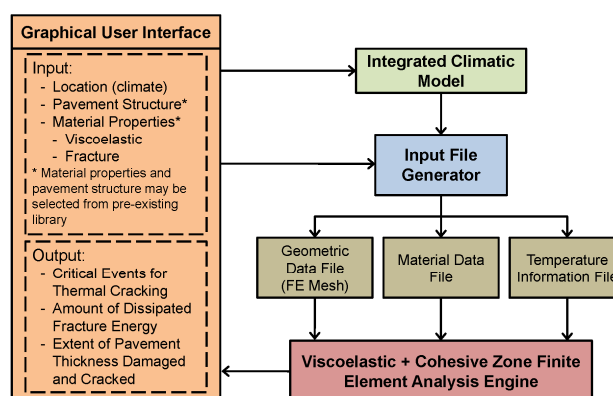 Graphical User Interface
Input:
- Location (climate)
- Pavement Structure*
- Material Properties*
- Viscoelastic
- Fracture
* Material properties and
pavement structure may be
selected from pre-existing
library
Output:
- Critical Events for
Thermal Cracking
- Amount of Dissipated
Fracture Energy
- Extent of Pavement
Thickness Damaged
and Cracked
Integrated Climatic
Model
Input File
Generator
Geometric
Data File
(FE Mesh)
Material Data
File
Temperature
Information File
Viscoelastic + Cohesive Zone Finite
Element Analysis Engine